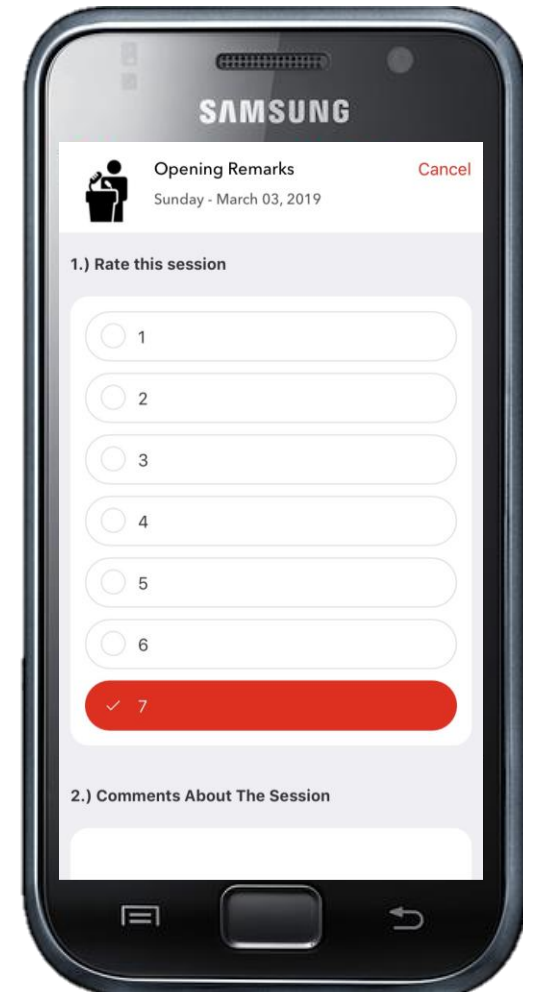 SAMSUNG
Opening Remarks
Cancel
Sunday - March 03, 2019
1.) Rate this session
1
2
3
4
5
6
7
2.) Comments About The Session